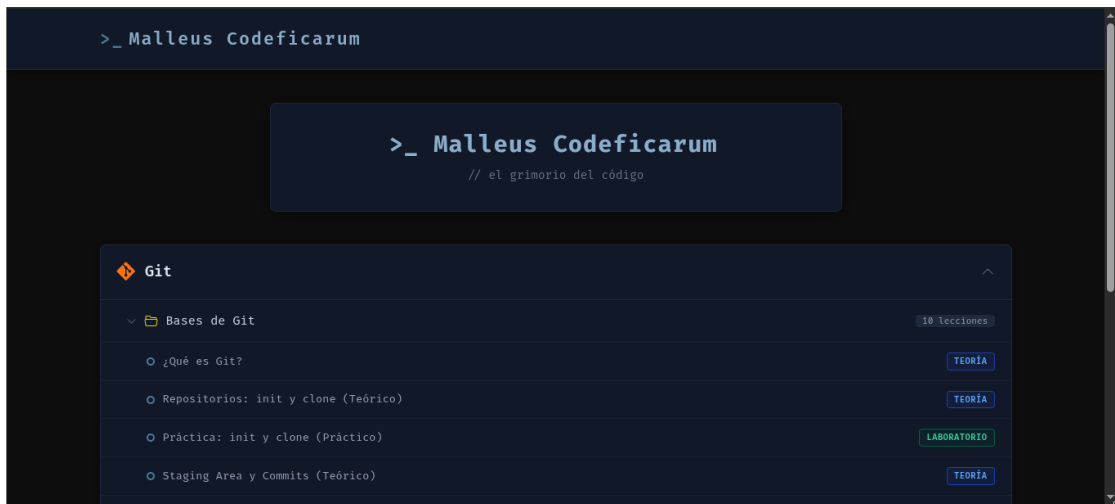 >_ Malleus Codeficarum
>_ Malleus Codeficarum
// el grimorio del código
Git
Bases de Git
10 lecciones
¿Qué es Git?
TEORÍA
Repositorios: init y clone (Teórico)
TEORÍA
Práctica: init y clone (Práctico)
LABORATORIO
Staging Area y Commits (Teórico)
TEORÍA